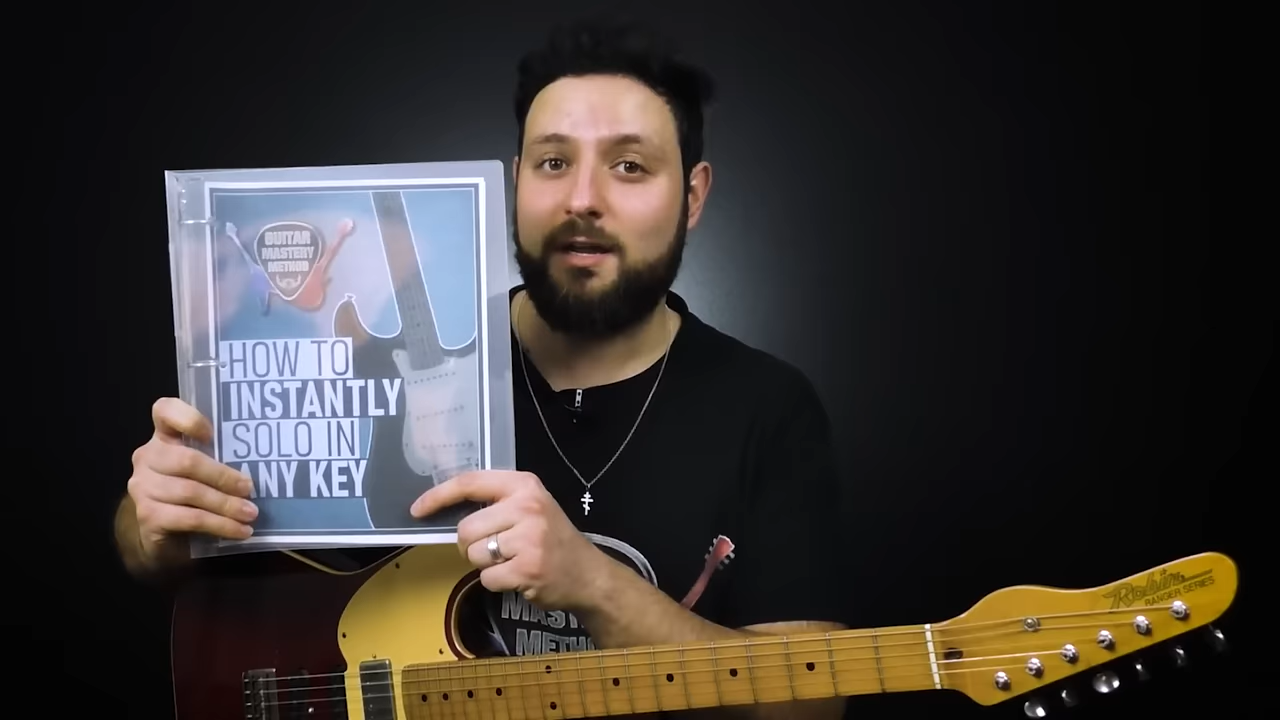 GUITAR
MASTERY
METHOD
HOW TO
INSTANTLY
SOLO IN
ANY KEY
Robin
RANGER SERIES
MASTERY
METHOD